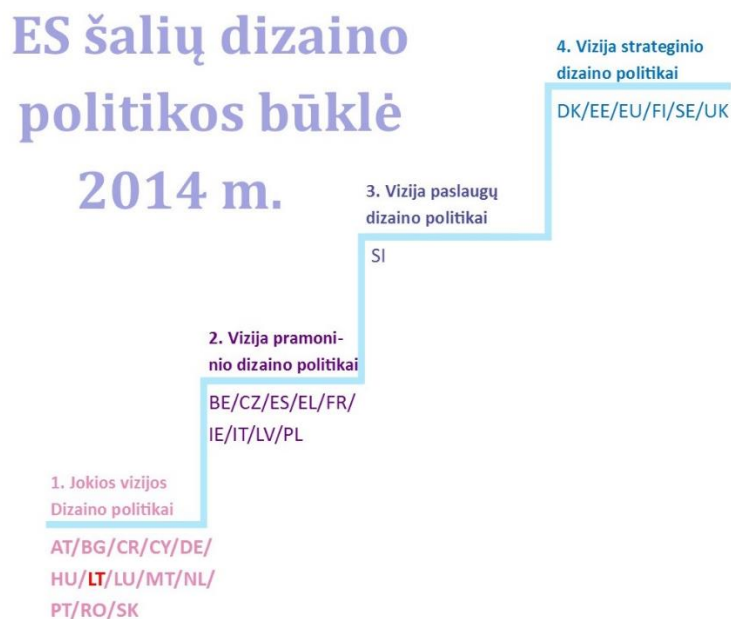 ES šalių dizaino
politikos būklė
2014 m.
4. Vizija strateginio
dizaino politikai
DK/EE/EU/FI/SE/UK
3. Vizija paslaugų
dizaino politikai
SI
2. Vizija pramoni-
nio dizaino politikai
BE/CZ/ES/EL/FR/
IE/IT/LV/PL
1. Jokios vizijos
Dizaino politikai
AT/BG/CR/CY/DE/
HU/LT/LU/MT/NL/
PT/RO/SK